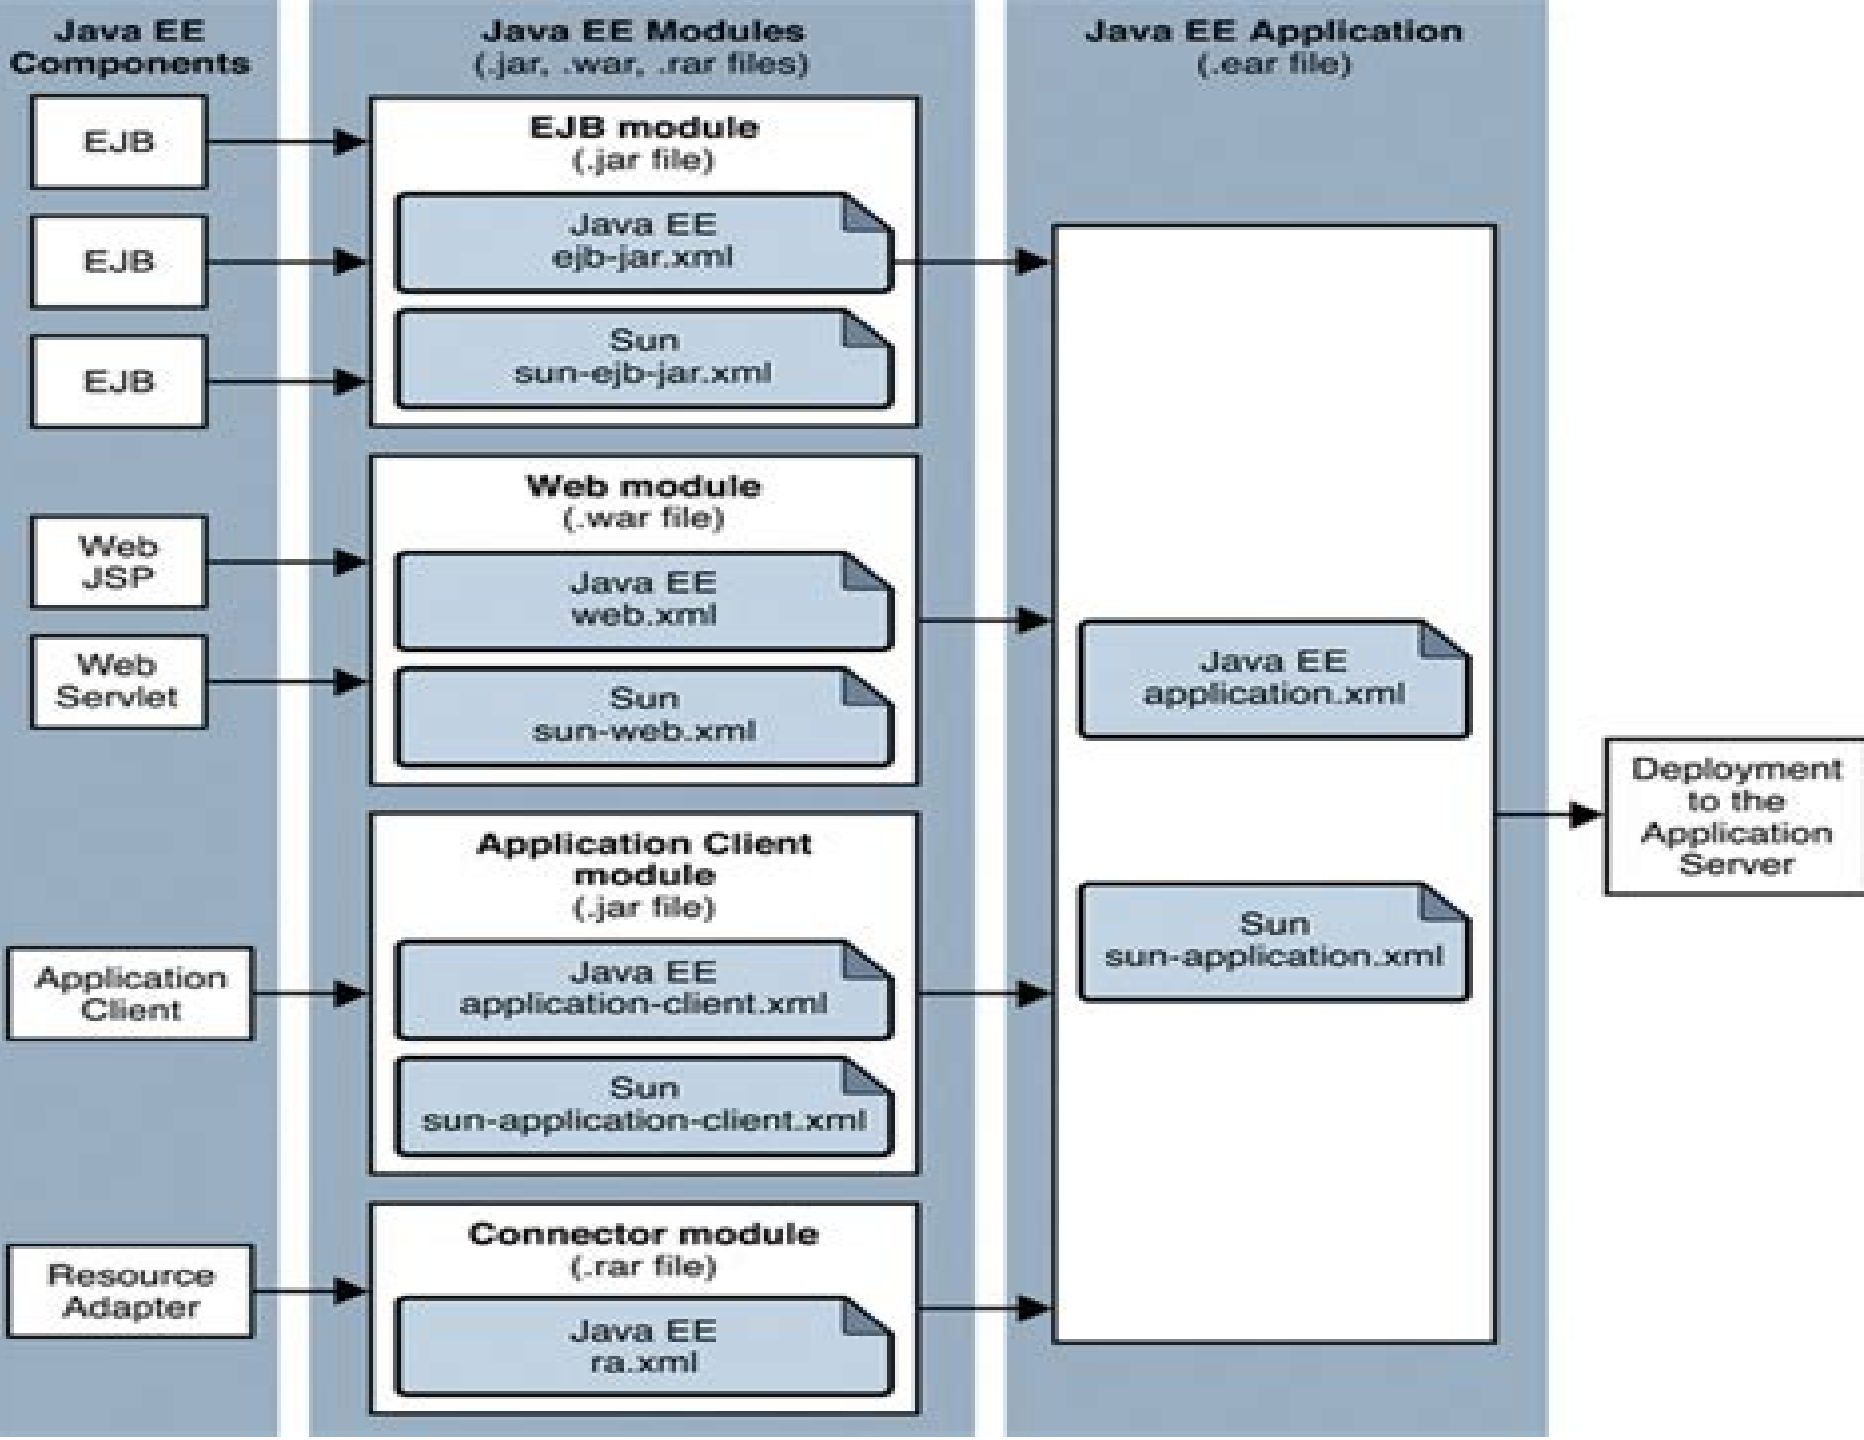 Java EE
Components
EJB
EJB
EJB
Web
JSP
Web
Servlet
Application
Client
Resource
Adapter
Java EE Modules
(.jar, .war, .rar files)
EJB module
(.jar file)
Java EE
ejb-jar.xml
Sun
sun-ejb-jar.xml
Web module
(.war file)
Java EE
web.xml
Sun
sun-web.xml
Application Client
module
(.jar file)
Java EE
application-client.xml
Sun
sun-application-client.xml
Connector module
(.rar file)
Java EE
ra.xml
Java EE Application
(.ear file)
Java EE
application.xml
Sun
sun-application.xml
Deployment
to the
Application
Server